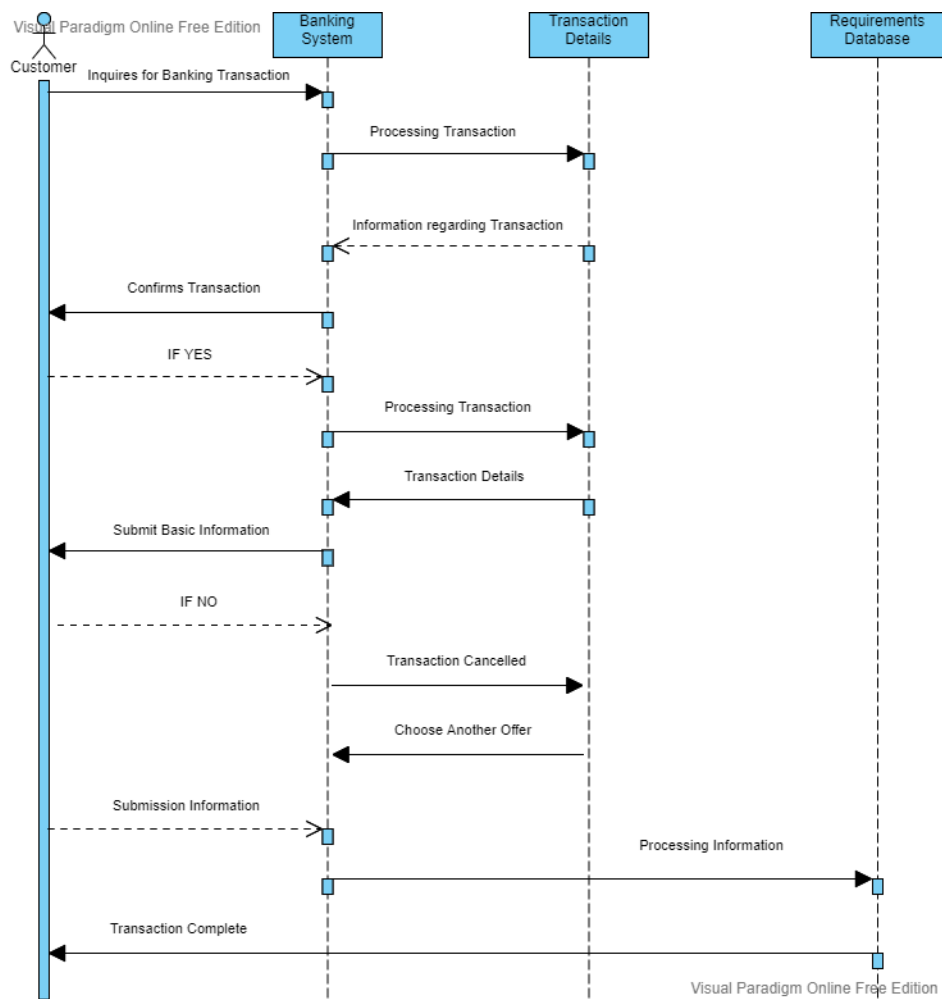 Visual Paradigm Online Free Edition
Banking
System
Transaction
Details
Requirements
Database
Customer
Inquires for Banking Transaction
Processing Transaction
Information regarding Transaction
Confirms Transaction
IF YES
Processing Transaction
Transaction Details
Submit Basic Information
IF NO
Transaction Cancelled
Choose Another Offer
Submission Information
Processing Information
Transaction Complete
Visual Paradigm Online Free Edition